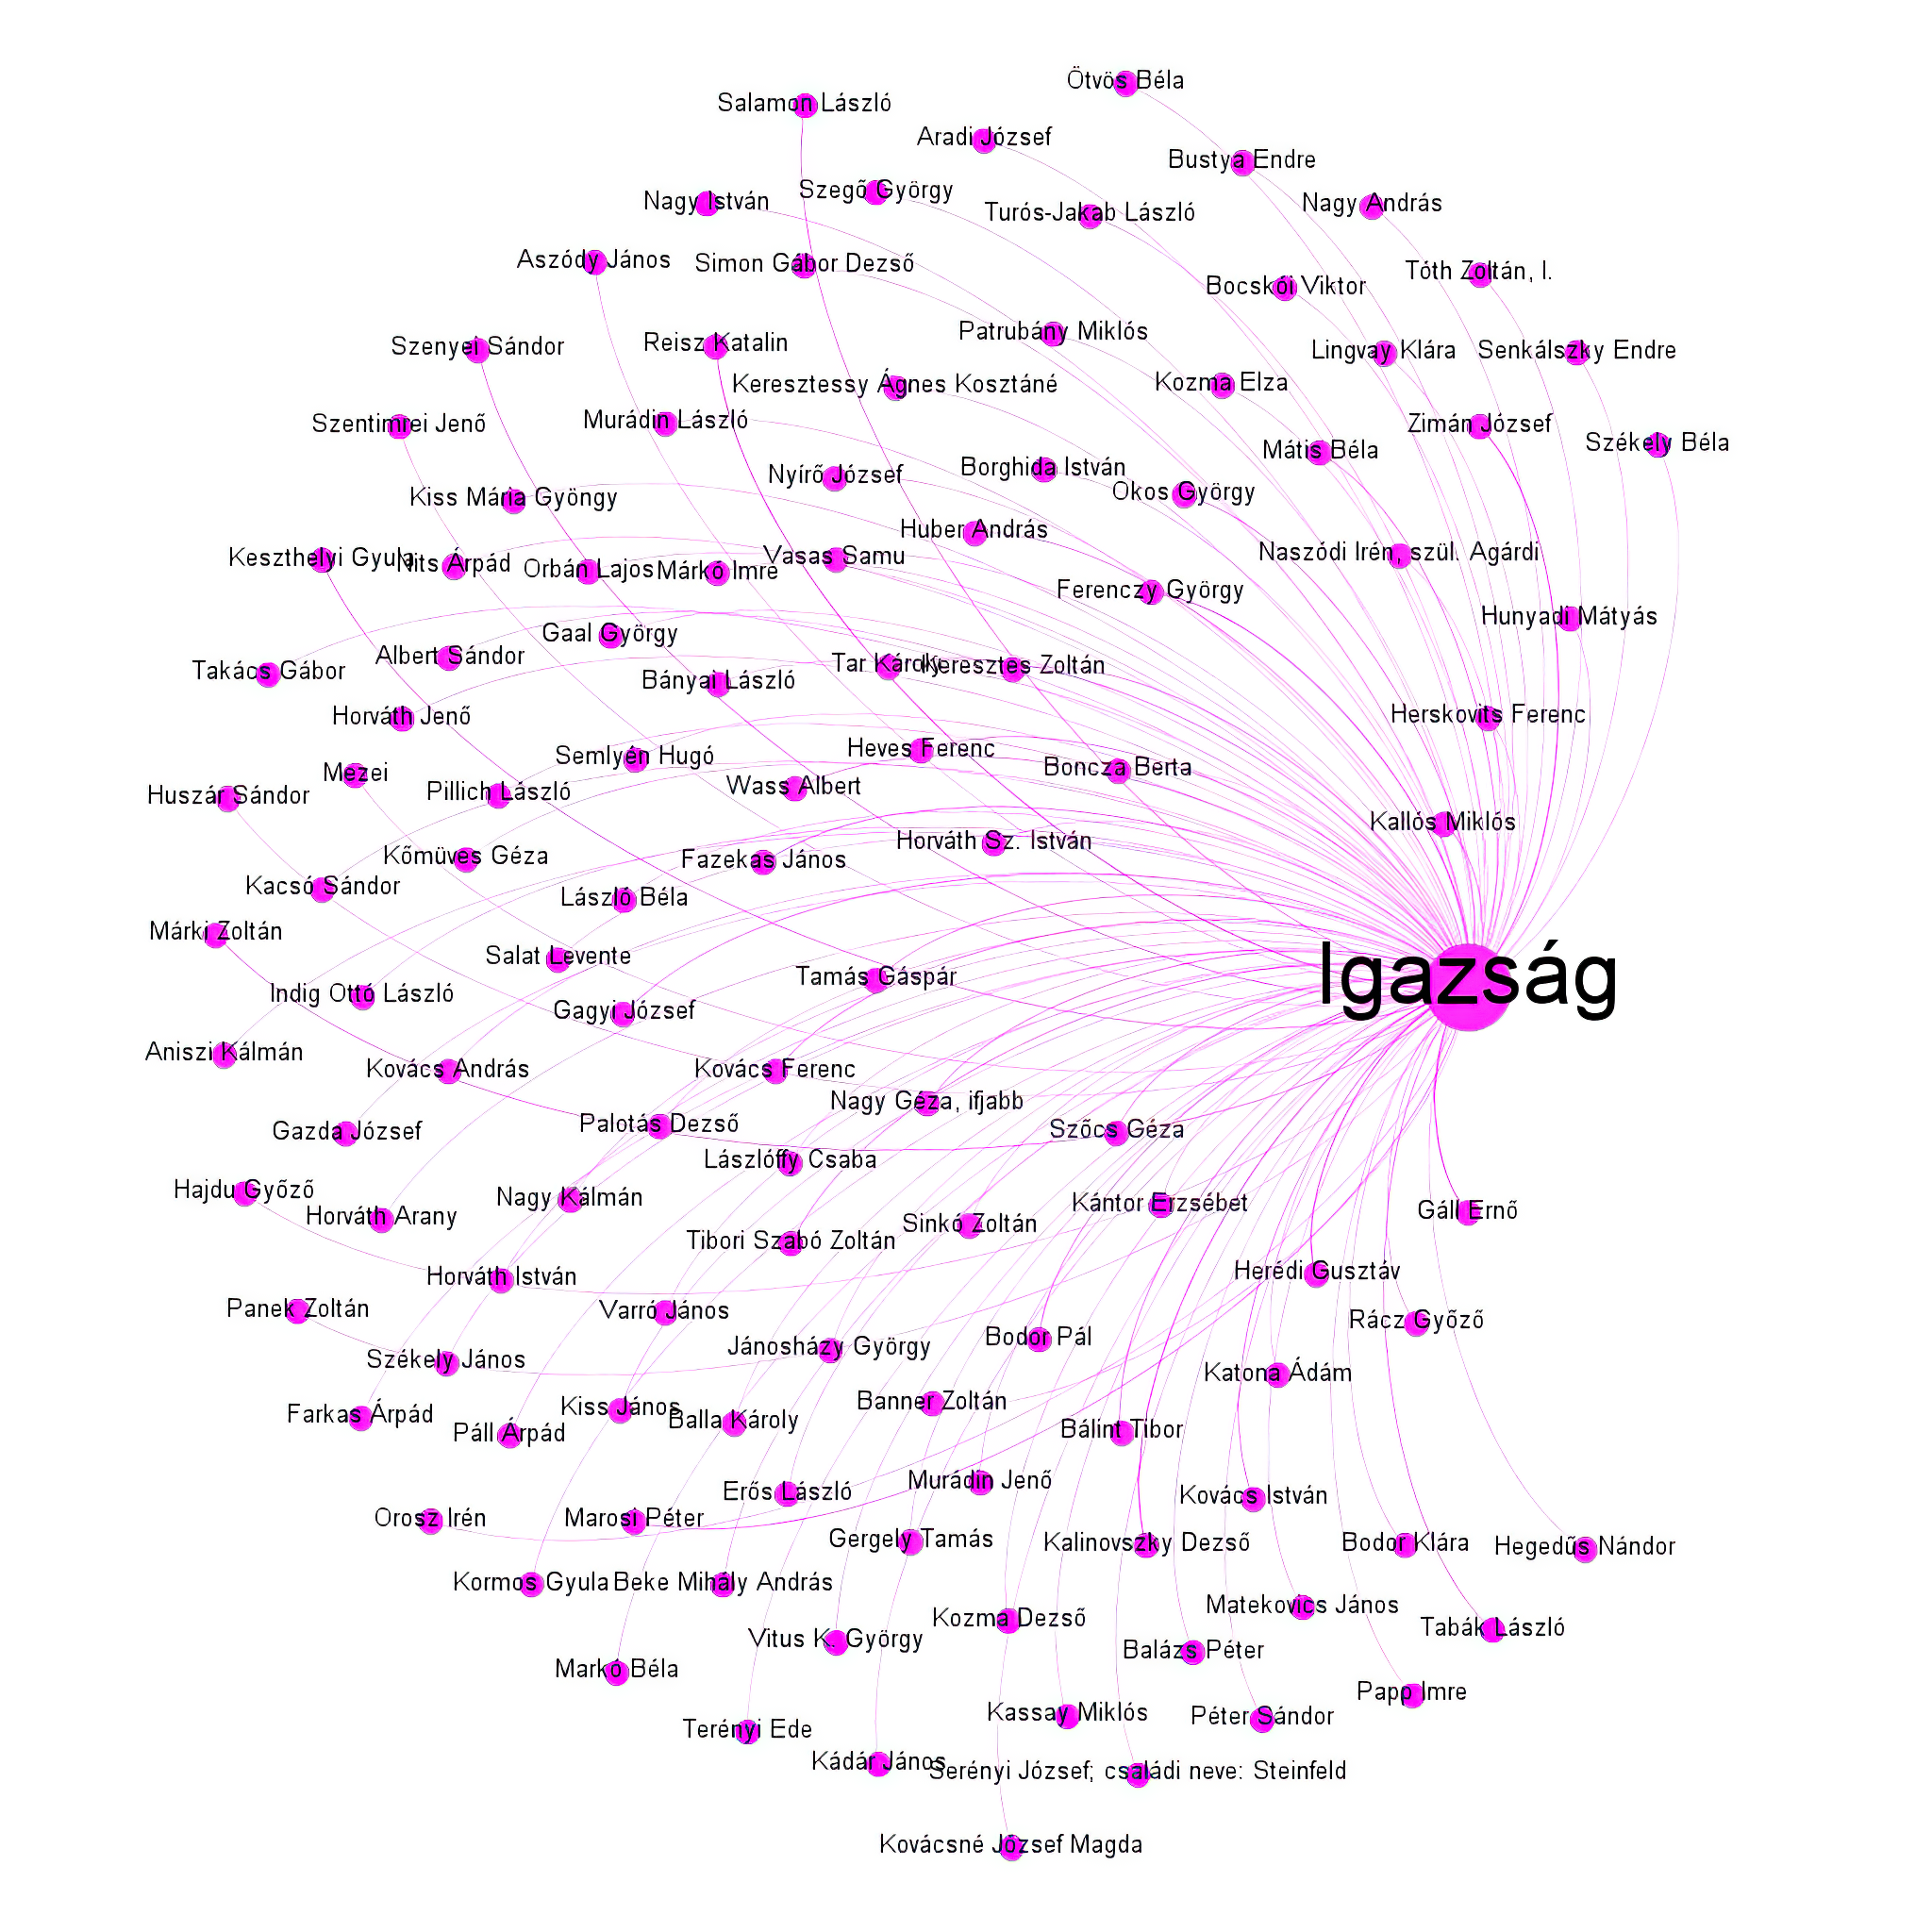 Ötvös Béla
Salamon László
Aradi József
Bustya Endre
Szegő György
Nagy István
Nagy András
Turós-Jakab László
Aszódy János
Simon Gábor Dezső
Tóth Zoltán, I.
Bocskói Viktor
Patrubány Miklós
Reisz Katalin
Szenyei Sándor
Lingvay Klára
Senkálszky Endre
Keresztessy Ágnes Kosztáné
Kozma Elza
Murádin László
Szentimrei Jenő
Zimán József
Székely Béla
Mátis Béla
Borghida István
Nyírő József
Okos György
Kiss Mária Gyöngy
Huber András
Naszódi Irén, szül. Agárdi
Keszthelyi Gyula
Nits Árpád
Orbán Lajos
Márkó Imre
Vasas Samu
Ferenczy György
Hunyadi Mátyás
Gaal György
Albert Sándor
Takács Gábor
Bányai László
Tar Károly
Keresztes Zoltán
Horváth Jenő
Herskovits Ferenc
Heves Ferenc
Semlyén Hugó
Boncza Berta
Mezei
Wass Albert
Huszár Sándor
Pillich László
Kallós Miklós
Horváth Sz. István
Kőmüves Géza
Fazekas János
Kacsó Sándor
László Béla
Márki Zoltán
Salat Levente
Tamás Gáspár
Igazság
Indig Ottó László
Gagyi József
Aniszi Kálmán
Kovács András
Kovács Ferenc
Nagy Géza, ifjabb
Gazda József
Palotás Dezső
Szőcs Géza
Lászlóffy Csaba
Hajdu Győző
Nagy Kálmán
Kántor Erzsébet
Gáll Ernő
Horváth Arany
Sinkó Zoltán
Tibori Szabó Zoltán
Horváth István
Herédi Gusztáv
Panek Zoltán
Varró János
Rácz Győző
Bodor Pál
Jánosházy György
Székely János
Katona Ádám
Banner Zoltán
Farkas Árpád
Kiss János
Balla Károly
Páll Árpád
Bálint Tibor
Murádin Jenő
Erős László
Kovács István
Orosz Irén
Marosi Péter
Gergely Tamás
Kalinovszky Dezső
Bodor Klára
Hegedűs Nándor
Kormos Gyula
Beke Mihály András
Matekovics János
Kozma Dezső
Tabák László
Vitus K. György
Balázs Péter
Markó Béla
Papp Imre
Kassay Miklós
Péter Sándor
Terényi Ede
Kádár János
Serényi József; családi neve: Steinfeld
Kovácsné József Magda